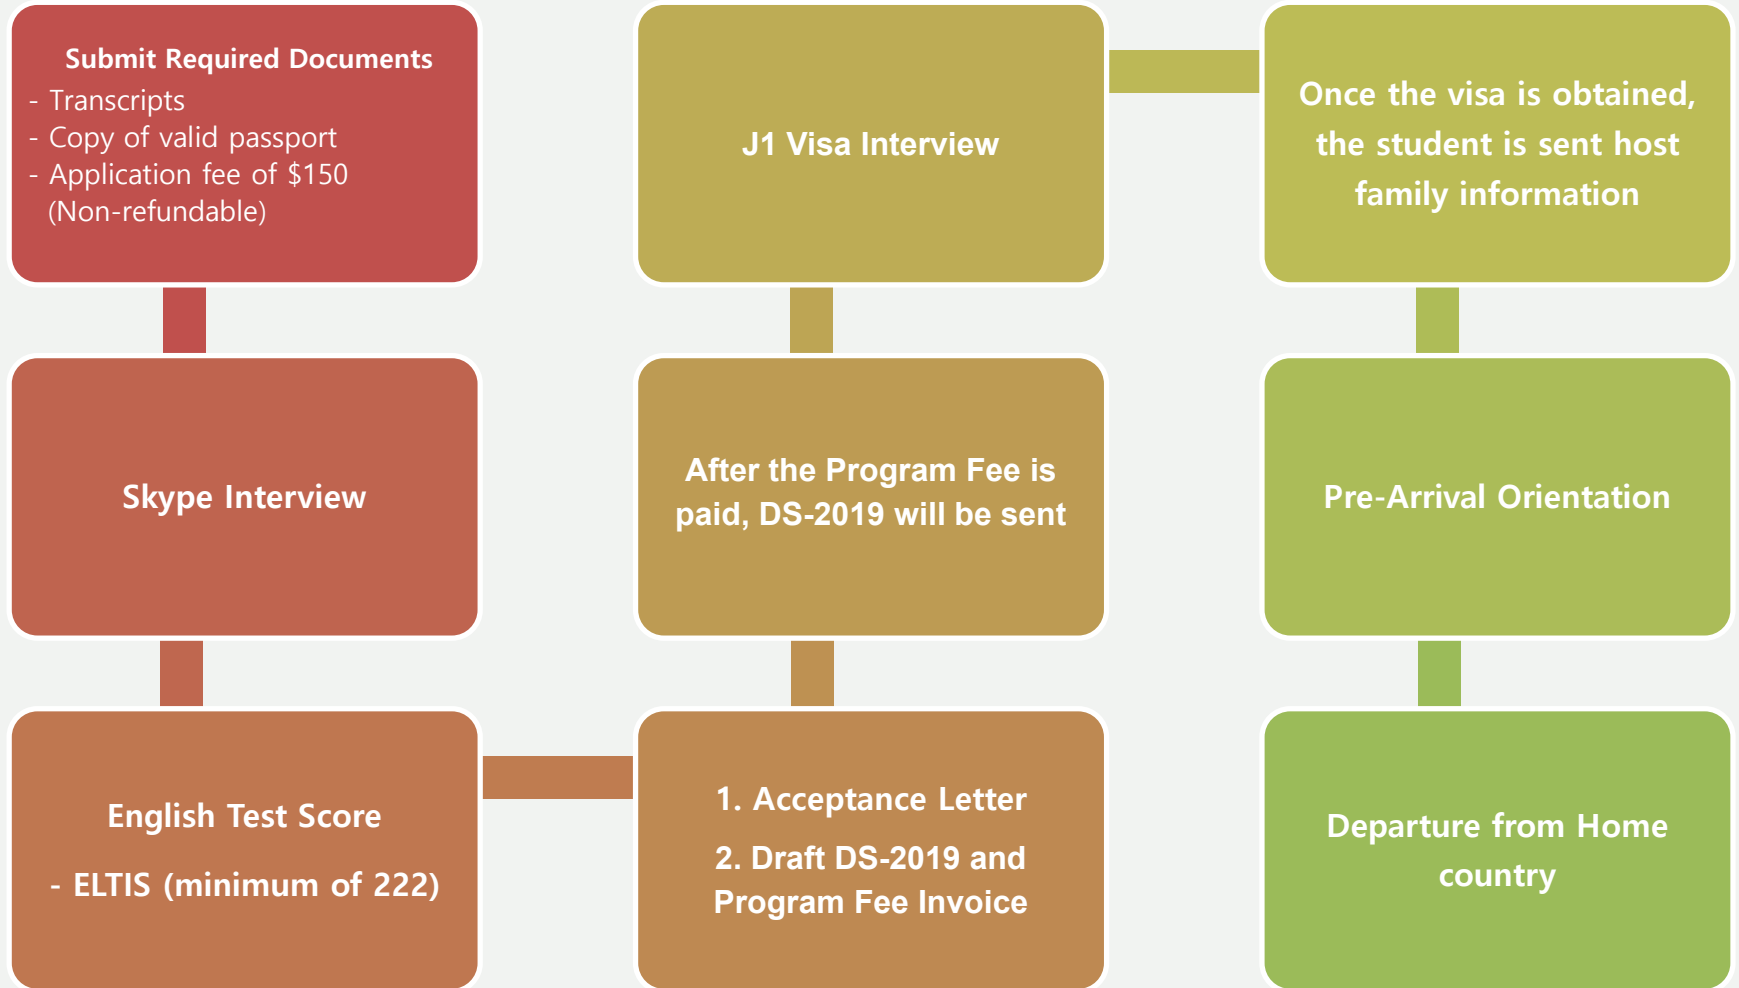 Submit Required Documents
- Transcripts
- Copy of valid passport
- Application fee of $150
(Non-refundable)
Skype Interview
English Test Score
- ELTIS (minimum of 222)
1. Acceptance Letter
2. Draft DS-2019 and
Program Fee Invoice
After the Program Fee is
paid, DS-2019 will be sent
J1 Visa Interview
Once the visa is obtained,
the student is sent host
family information
Pre-Arrival Orientation
Departure from Home
country